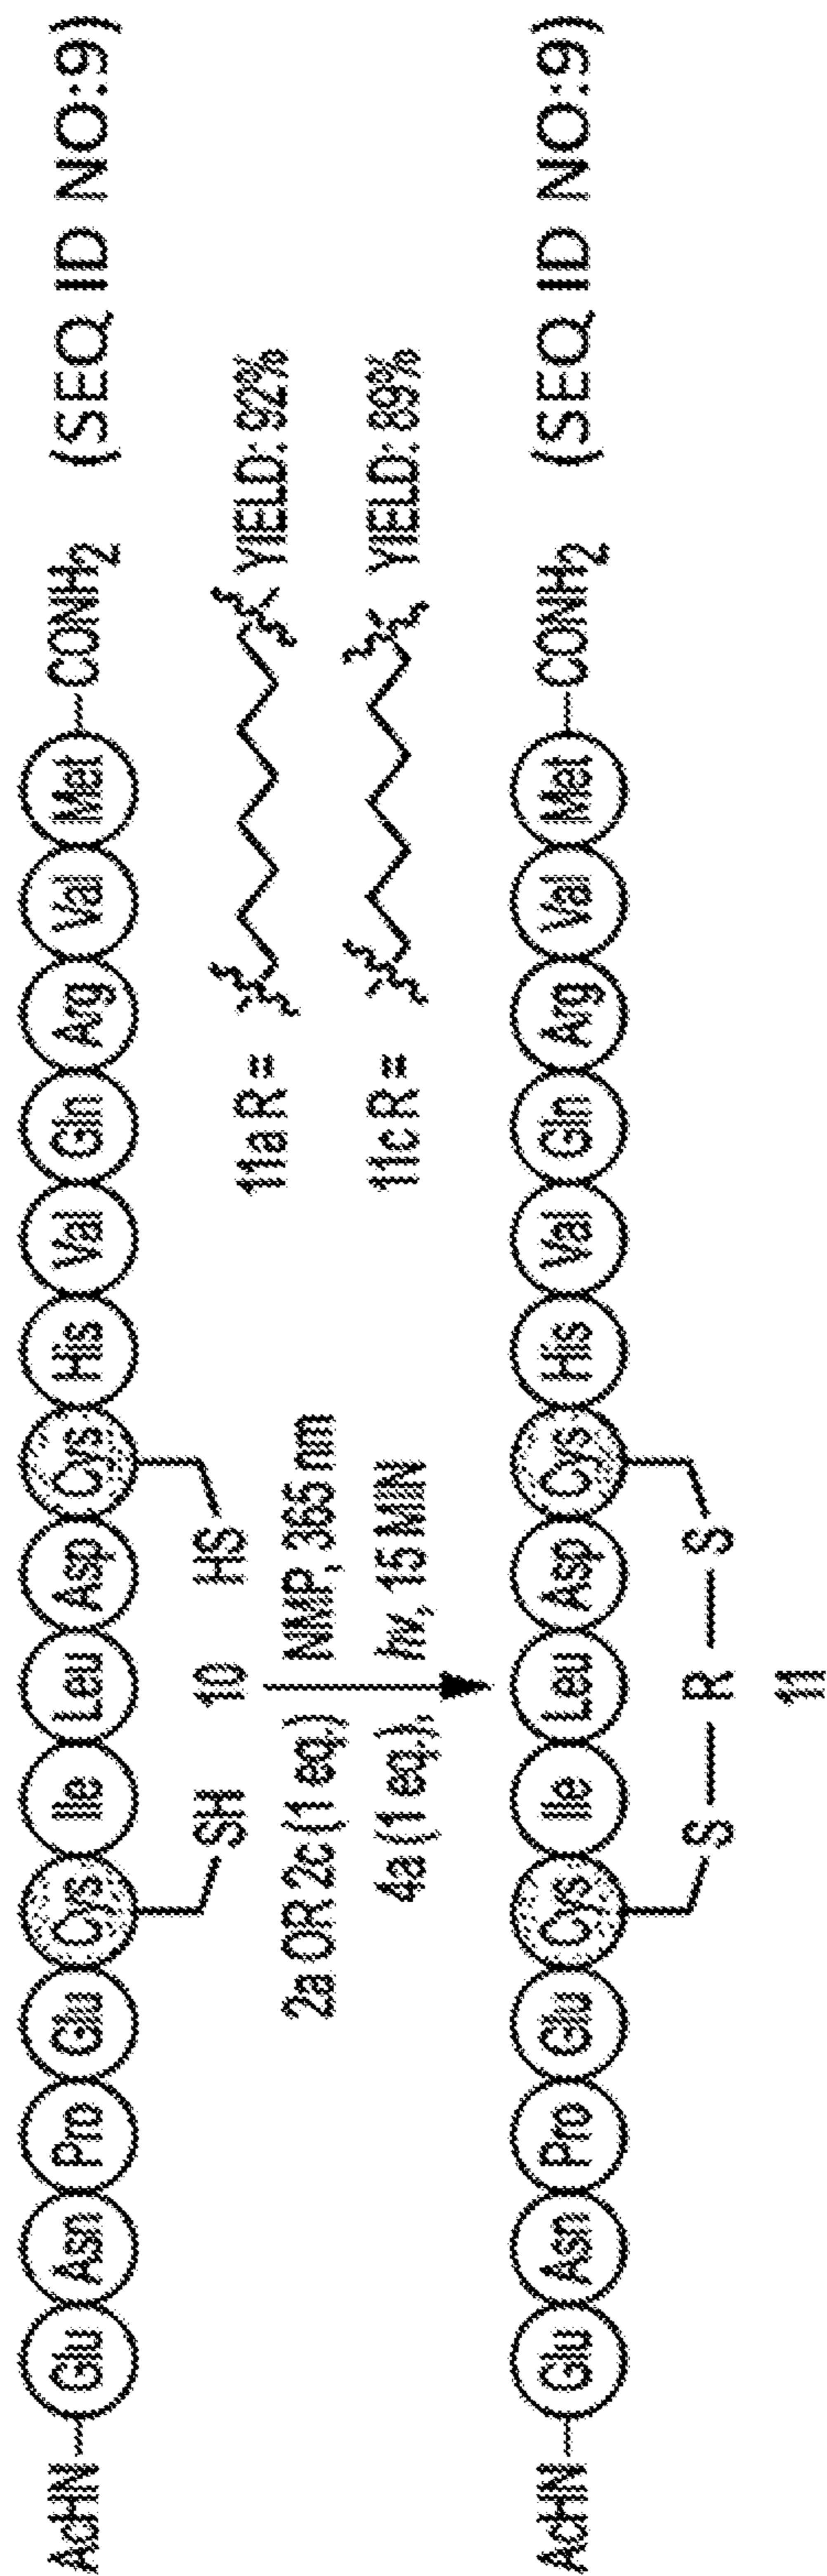 AcHN Glu Asn Pro Glu Cys Ile Leu Asp Cys His Val Gln Arg Val Met CONH2 (SEQ ID NO:9)
SH 10 HS
2a OR 2c (1 eq.) NMP, 365 nm
4a (1 eq.), hν, 15 MIN
11a R= YIELD: 92%
11c R= YIELD: 89%
AcHN Glu Asn Pro Glu Cys Ile Leu Asp Cys His Val Gln Arg Val Met CONH2 (SEQ ID NO:9)
S R S
11